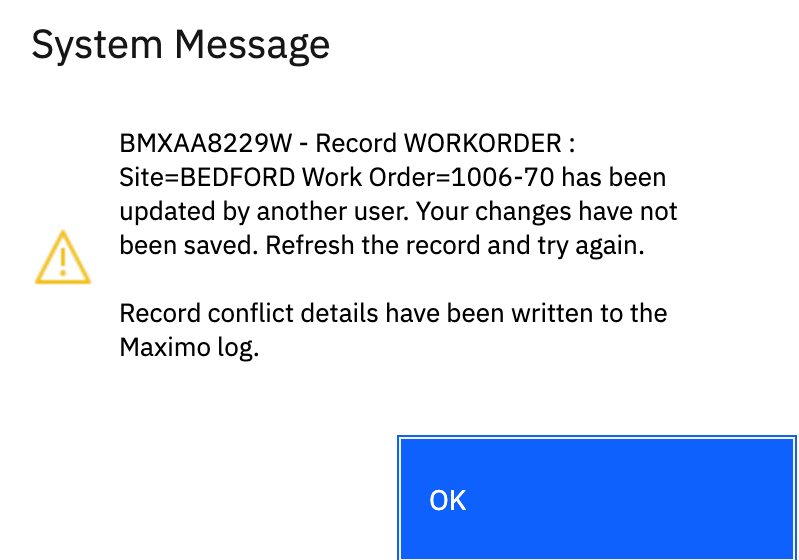 System Message
BMXAA8229W - Record WORKORDER :
Site=BEDFORD Work Order=1006-70 has been
updated by another user. Your changes have not
been saved. Refresh the record and try again.
Record conflict details have been written to the
Maximo log.
OK